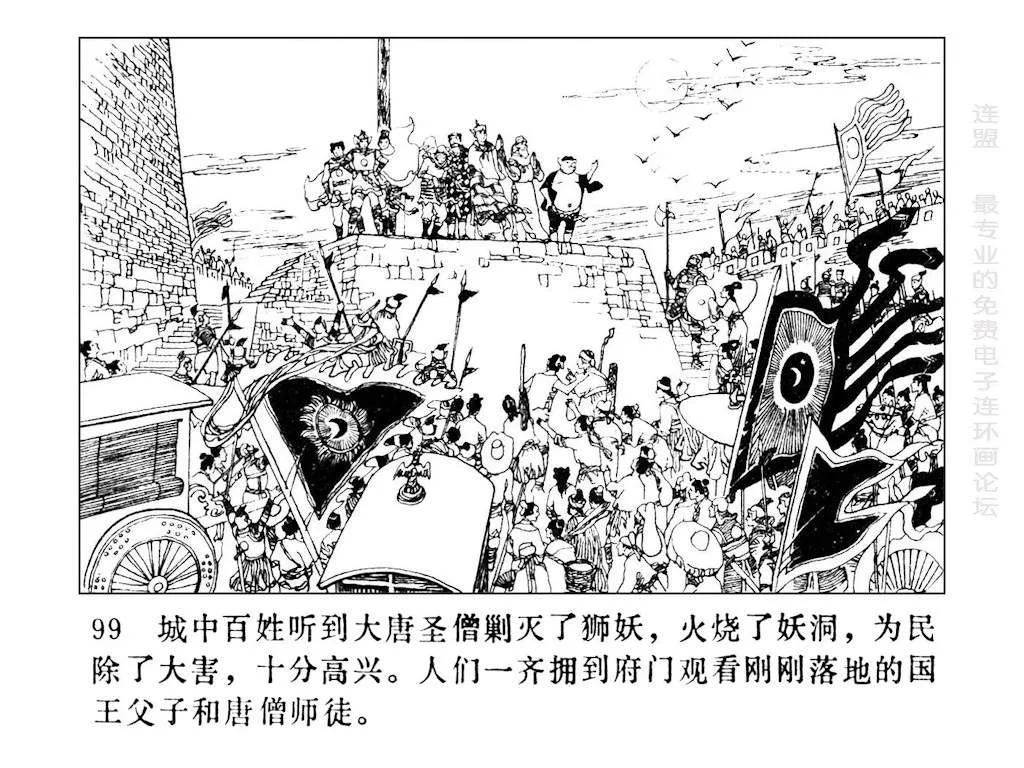 99 城中百姓听到大唐圣僧剿灭了狮妖，火烧了妖洞，为民
除了大害，十分高兴。人们一齐拥到府门观看刚刚落地的国
王父子和唐僧师徒。
连盟 最专业的免费电子连环画论坛